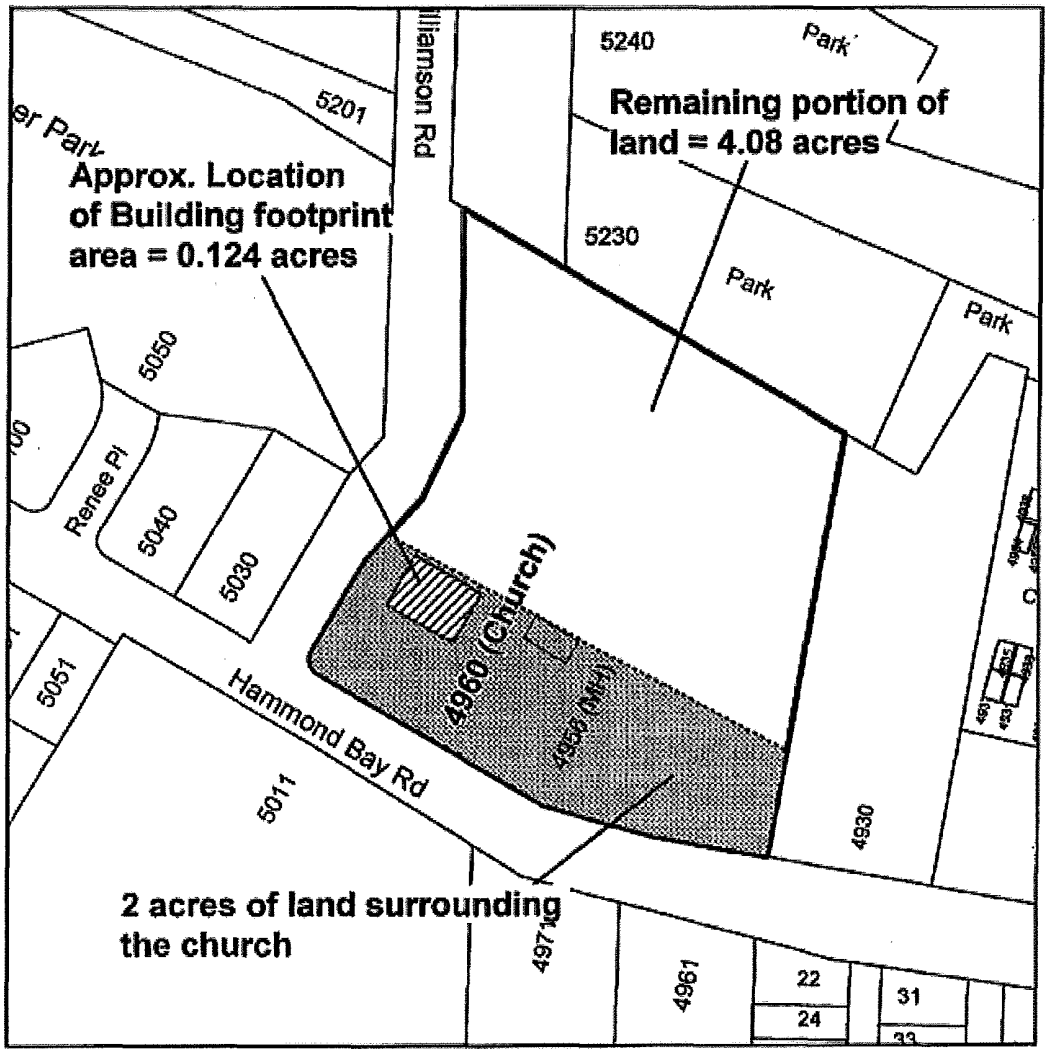 5240
Park
Williamson Rd
5201
Remaining portion of
land = 4.08 acres
er Park
Approx. Location
of Building footprint
area = 0.124 acres
5230
Park
Park
5050
00
Renee Pl
5040
5030
4960 (Church)
4956 (MH)
5051
Hammond Bay Rd
5011
4930
2 acres of land surrounding
the church
4971
4961
22
24
31
33